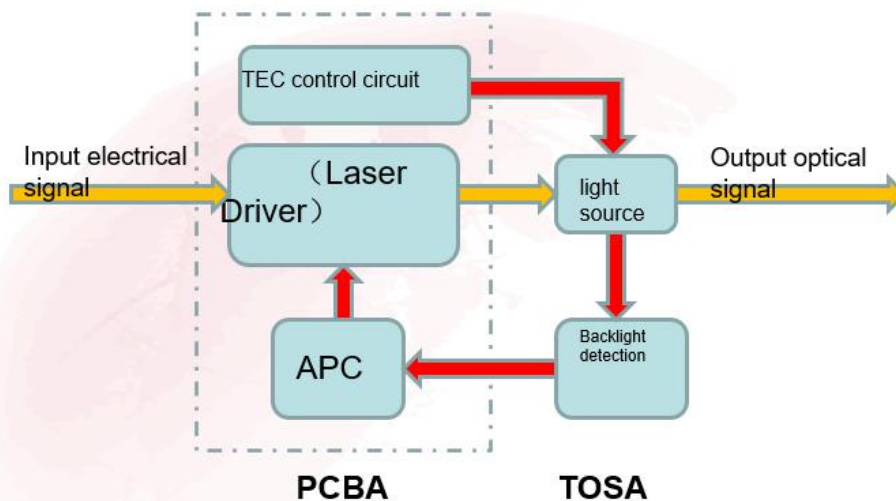 TEC control circuit
Input electrical
signal
（Laser
Driver）
light
source
Output optical
signal
APC
Backlight
detection
PCBA
TOSA